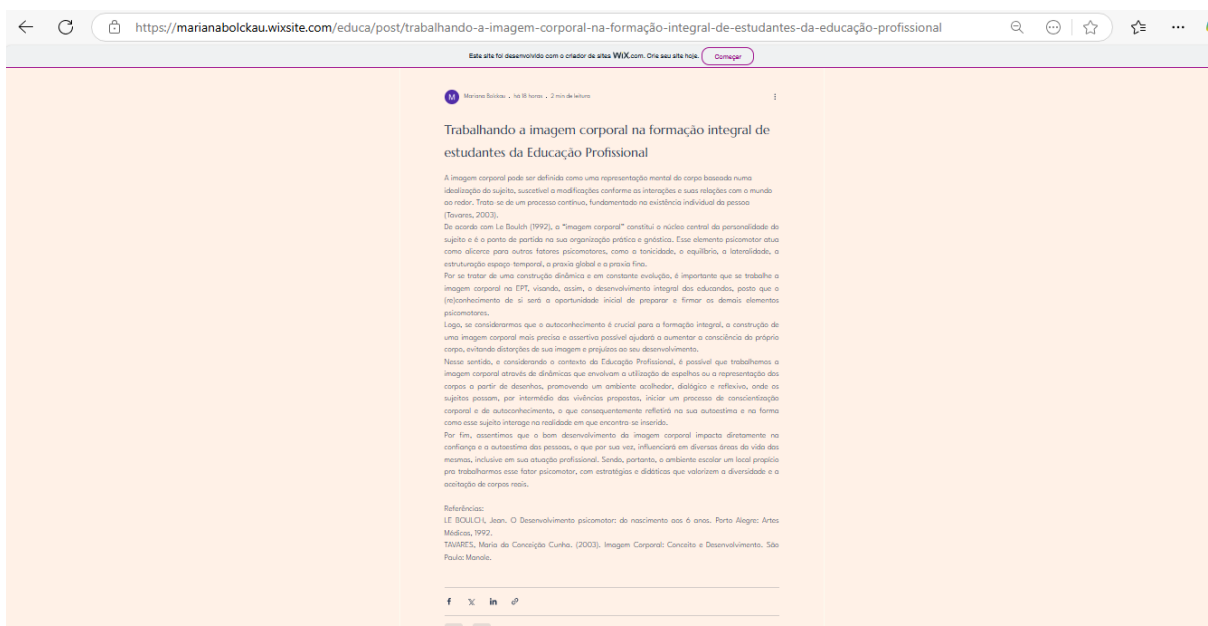 https://marianabolckau.wixsite.com/educa/post/trabalhando-a-imagem-corporal-na-formação-integral-de-estudantes-da-educação-profissional
Este site foi desenvolvido com o criador de sites WiX.com. Crie seu site hoje. Começar
M Mariana Bolckau . há 18 horas . 2 min de leitura
Trabalhando a imagem corporal na formação integral de
estudantes da Educação Profissional
A imagem corporal pode ser definida como uma representação mental do corpo baseada numa
idealização do sujeito, suscetível a modificações conforme as interações e suas relações com o mundo
ao redor. Trata-se de um processo contínuo, fundamentado na existência individual da pessoa
(Tavares, 2003).
De acordo com Le Boulch (1992), a "imagem corporal" constitui o núcleo central da personalidade do
sujeito e é o ponto de partida na sua organização prática e gnóstica. Esse elemento psicomotor atua
como alicerce para outros fatores psicomotores, como a tonicidade, o equilíbrio, a lateralidade, a
estruturação espaço-temporal, a praxia global e a praxia fina.
Por se tratar de uma construção dinâmica e em constante evolução, é importante que se trabalhe a
imagem corporal na EPT, visando, assim, o desenvolvimento integral dos educandos, posto que o
(re)conhecimento de si será a oportunidade inicial de preparar e firmar os demais elementos
psicomotores.
Logo, se considerarmos que o autoconhecimento é crucial para a formação integral, a construção de
uma imagem corporal mais precisa e assertiva possível ajudará a aumentar a consciência do próprio
corpo, evitando distorções de sua imagem e prejuízos ao seu desenvolvimento.
Nesse sentido, e considerando o contexto da Educação Profissional, é possível que trabalhemos a
imagem corporal através de dinâmicas que envolvam a utilização de espelhos ou a representação dos
corpos a partir de desenhos, promovendo um ambiente acolhedor, dialógico e reflexivo, onde os
sujeitos possam, por intermédio das vivências propostas, iniciar um processo de conscientização
corporal e de autoconhecimento, o que consequentemente refletirá na sua autoestima e na forma
como esse sujeito interage na realidade em que encontra-se inserido.
Por fim, assentimos que o bom desenvolvimento da imagem corporal impacta diretamente na
confiança e a autoestima das pessoas, o que por sua vez, influenciará em diversas áreas da vida das
mesmas, inclusive em sua atuação profissional. Sendo, portanto, o ambiente escolar um local propício
pra trabalharmos esse fator psicomotor, com estratégias e didáticas que valorizem a diversidade e a
aceitação de corpos reais.
Referências:
LE BOULCH, Jean. O Desenvolvimento psicomotor: do nascimento aos 6 anos. Porto Alegre: Artes
Médicas, 1992.
TAVARES, Maria da Conceição Cunha. (2003). Imagem Corporal: Conceito e Desenvolvimento. São
Paulo: Manole.